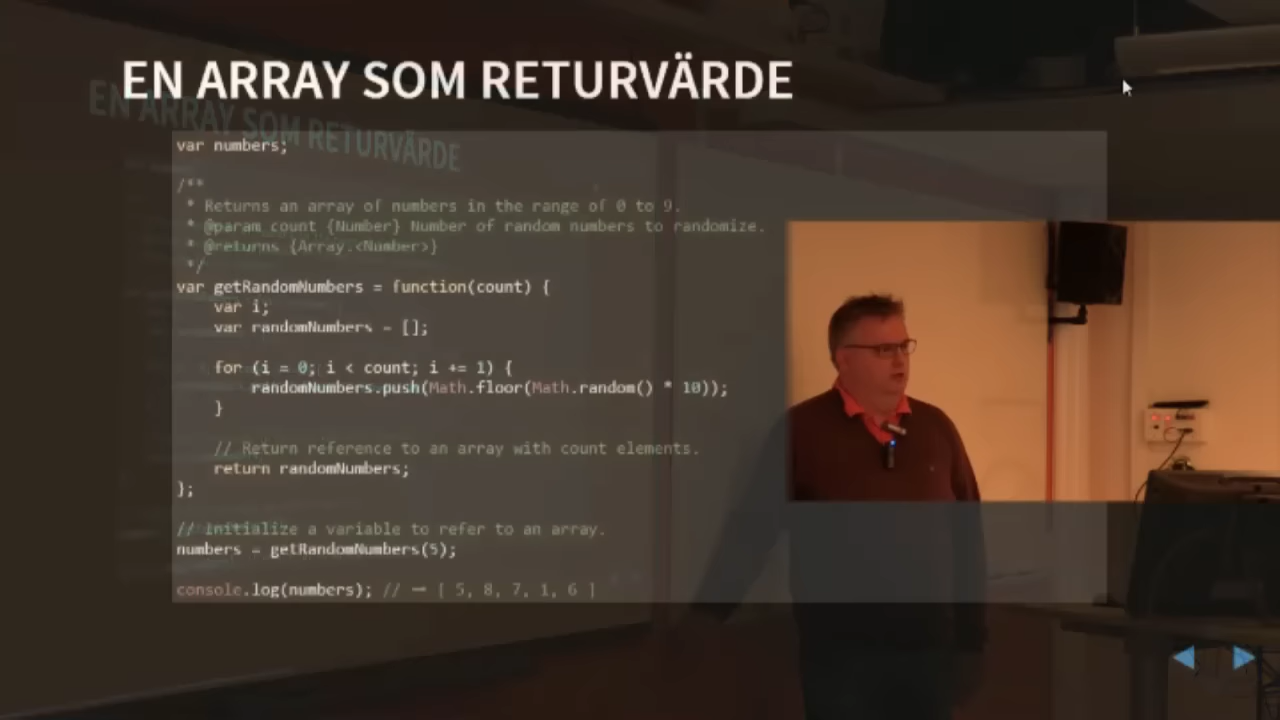 EN ARRAY SOM RETURVÄRDE
EN ARRAY SOM RETURVÄRDE
var numbers;
/**
* Returns an array of numbers in the range of 0 to 9.
* @param count {Number} Number of random numbers to randomize.
* @returns {Array.<Number>}
*/
var getRandomNumbers = function(count) {
var i;
var randomNumbers = [];
for (i = 0; i < count; i += 1) {
randomNumbers.push(Math.floor(Math.random() * 10));
}
// Return reference to an array with count elements.
return randomNumbers;
};
// Initialize a variable to refer to an array.
numbers = getRandomNumbers(5);
console.log(numbers); // → [ 5, 8, 7, 1, 6 ]